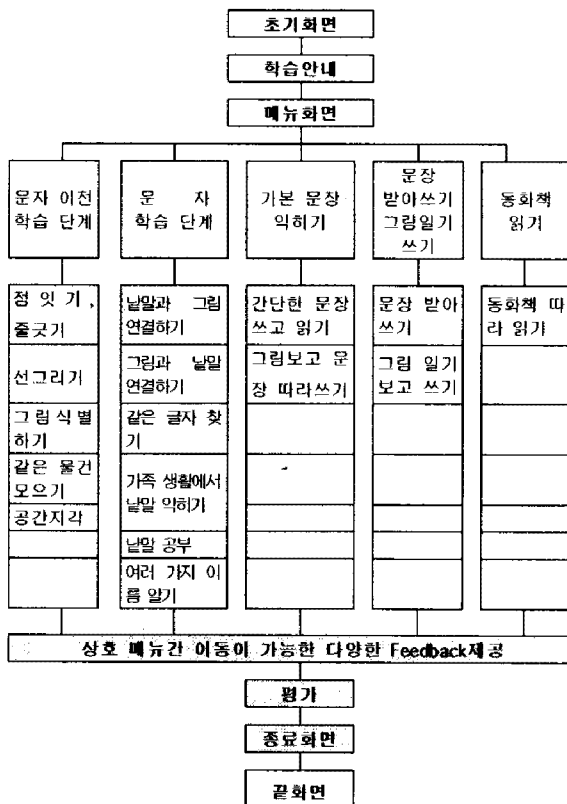 초기화면
학습안내
메뉴화면
문자 이전
학습 단계
문 자
학습 단계
기본 문장
익히기
문장
받아쓰기
그림일기
쓰기
동화책
읽기
점 잇기,
줄긋기
선그리기
그림식별
하기
같은 물건
모으기
공간지각
낱말과 그림
연결하기
그림과 낱말
연결하기
같은 글자 찾
기
가족 생활에서
낱말 익히기
낱말 공부
여러 가지 이
름 알기
간단한 문장
쓰고 읽기
그림보고 문
장 따라쓰기
문장 받아
쓰기
그림 일기
보고 쓰기
동화책 따
라 읽기
상호 메뉴간 이동이 가능한 다양한 Feedback제공
평가
종료화면
끝화면